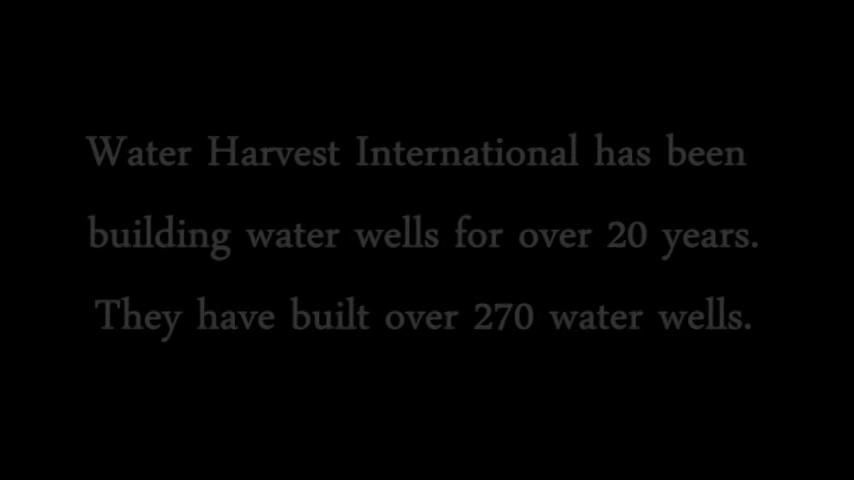 Water Harvest International has been
building water wells for over 20 years.
They have built over 270 water wells.